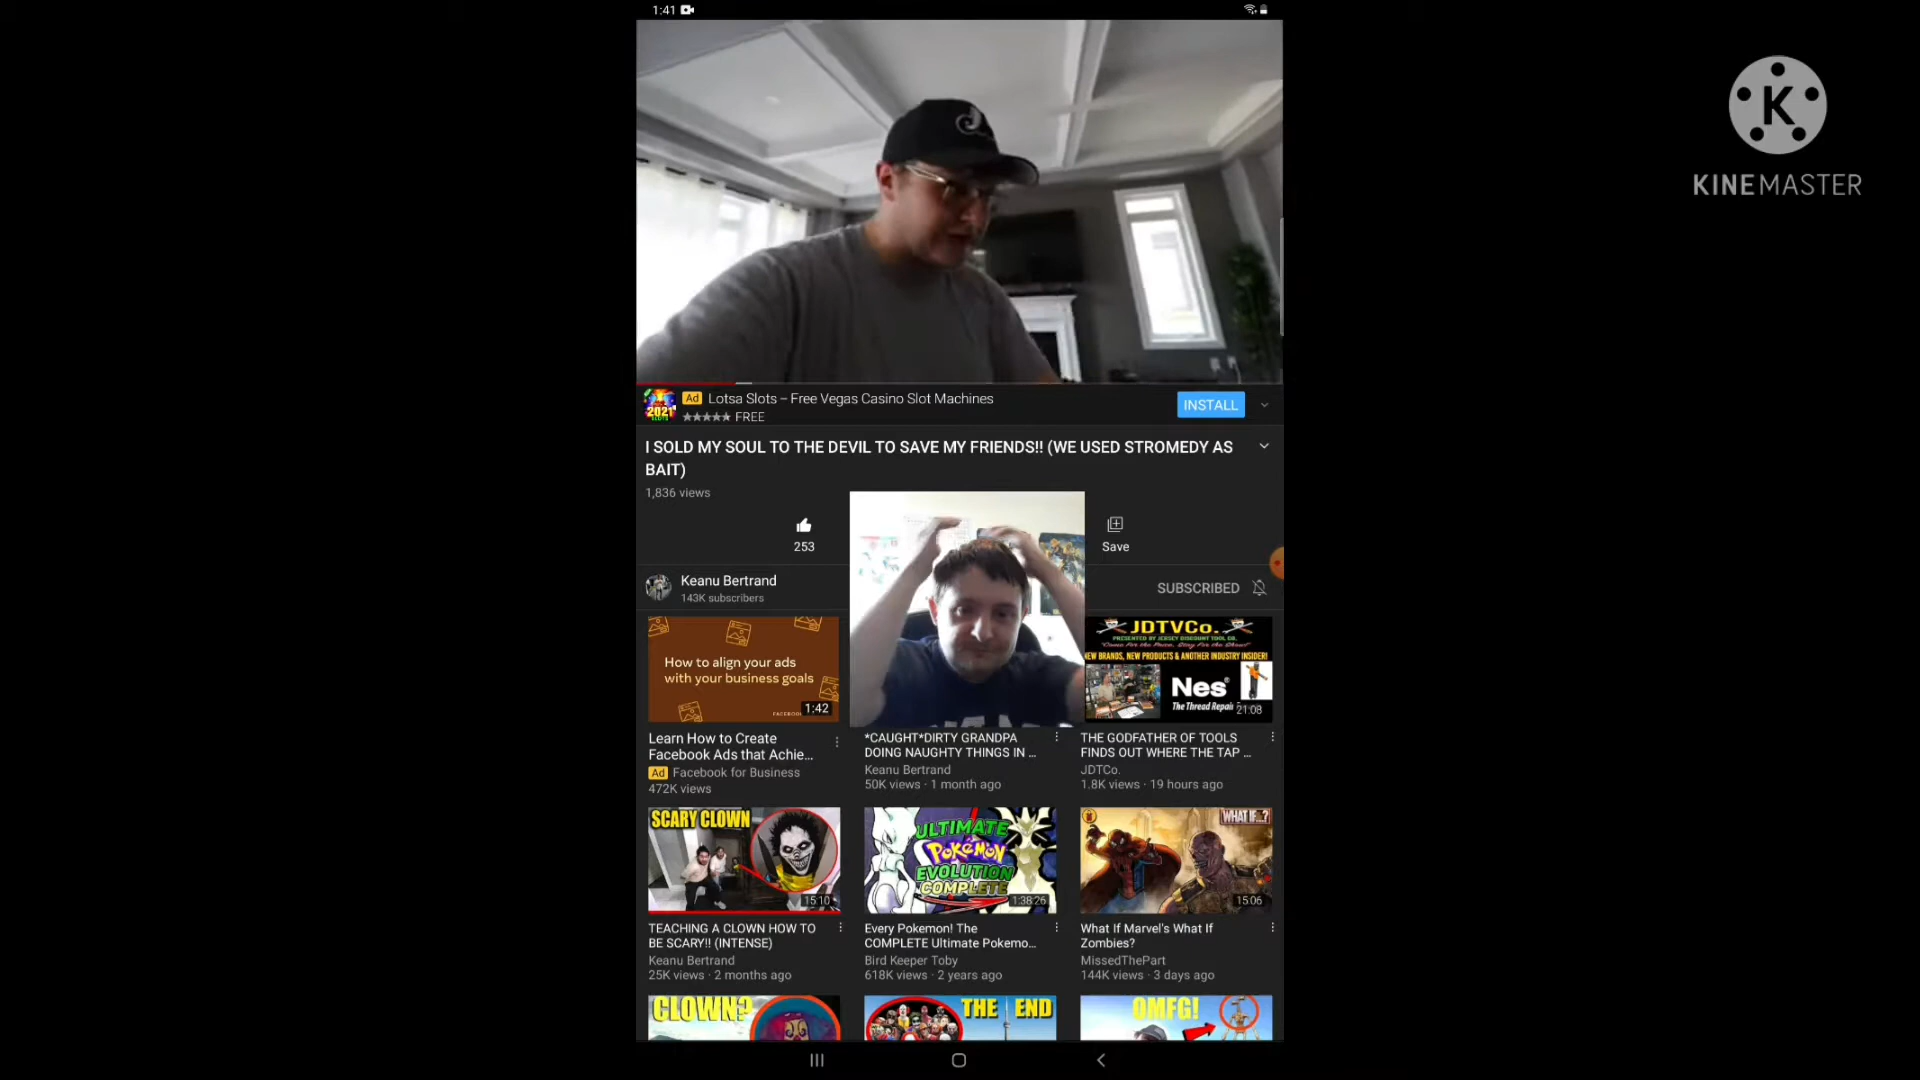 1:41
K
KINEMASTER
2021
Ad Lotsa Slots – Free Vegas Casino Slot Machines
FREE
INSTALL
I SOLD MY SOUL TO THE DEVIL TO SAVE MY FRIENDS!! (WE USED STROMEDY AS
BAIT)
1,836 views
253
Save
Keanu Bertrand
143K subscribers
SUBSCRIBED
How to align your ads
with your business goals
1:42
JDTVCo.
PRESENTED BY JERSEY DISCOUNT TOOL CO.
"Come For the Price, Stay For the Show"
NEW BRANDS, NEW PRODUCTS & ANOTHER INDUSTRY INSIDER!
Nes
The Thread Repair
21:08
Learn How to Create
Facebook Ads that Achie...
Ad Facebook for Business
472K views
*CAUGHT*DIRTY GRANDPA
DOING NAUGHTY THINGS IN ...
Keanu Bertrand
50K views · 1 month ago
THE GODFATHER OF TOOLS
FINDS OUT WHERE THE TAP ...
JDTCo.
1.8K views · 19 hours ago
SCARY CLOWN
15:10
ULTIMATE
POKéMON
EVOLUTION
COMPLETE
1:38:26
WHAT IF...?
15:06
TEACHING A CLOWN HOW TO
BE SCARY!! (INTENSE)
Keanu Bertrand
25K views · 2 months ago
Every Pokemon! The
COMPLETE Ultimate Pokemo...
Bird Keeper Toby
618K views · 2 years ago
What If Marvel's What If
Zombies?
MissedThePart
144K views · 3 days ago
CLOWN?
THE END
OMFG!